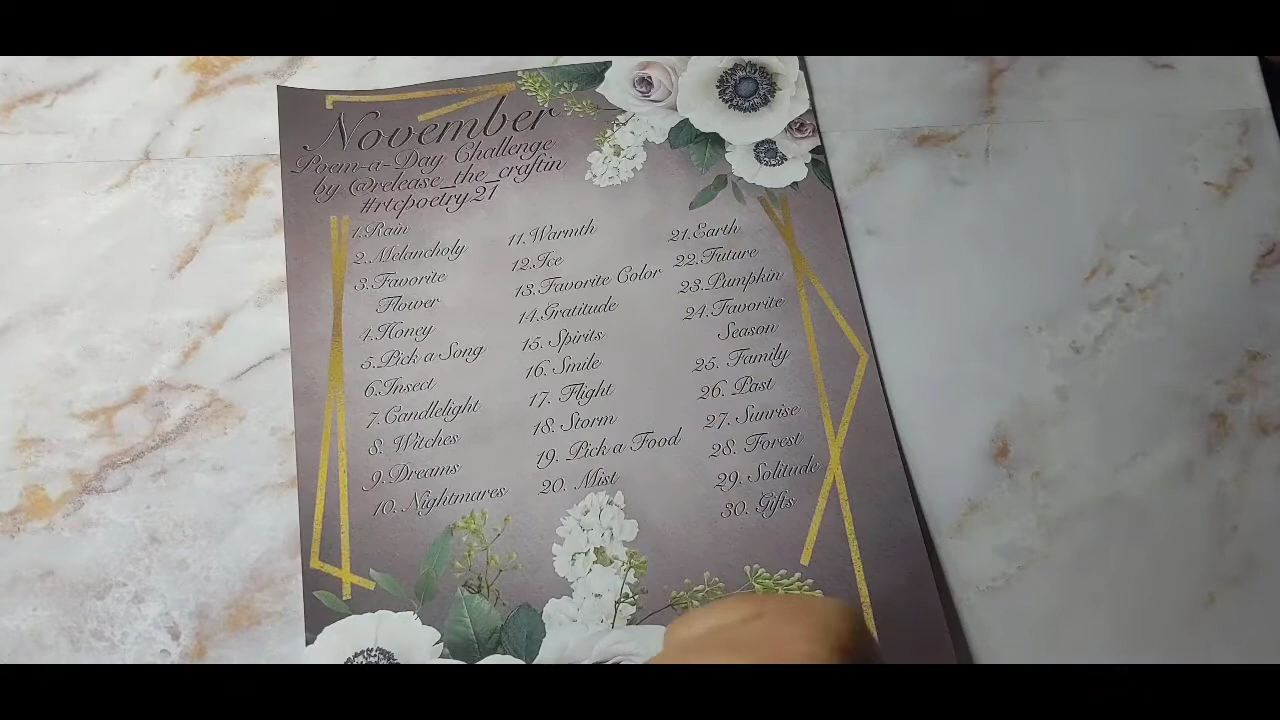 November
Poem-a-Day Challenge
by @release_the_craftin
#rtcpoetry21
1.Rain
2.Melancholy
3.Favorite
Flower
4.Honey
5.Pick a Song
6.Insect
7.Candlelight
8. Witches
9.Dreams
10. Nightmares
11.Warmth
12.Ice
13.Favorite Color
14.Gratitude
15. Spirits
16. Smile
17. Flight
18. Storm
19. Pick a Food
20. Mist
21.Earth
22.Future
23.Pumpkin
24.Favorite
Season
25. Family
26. Past
27. Sunrise
28. Forest
29. Solitude
30. Gifts